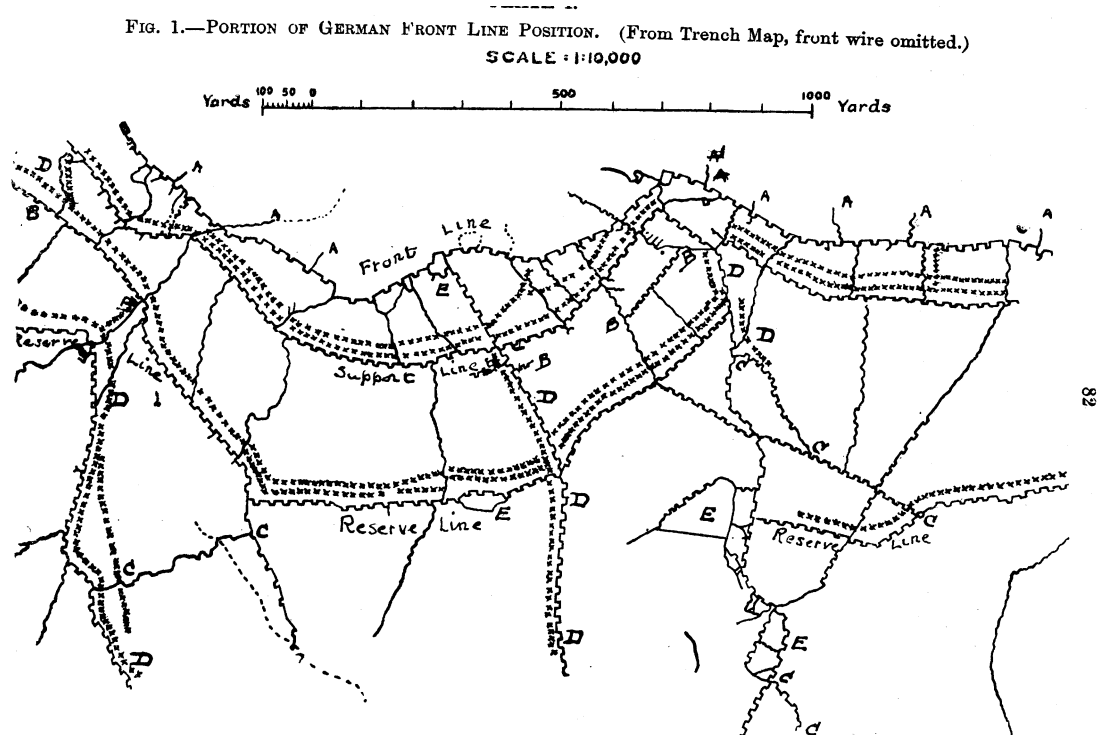 FIG. 1.—PORTION OF GERMAN FRONT LINE POSITION. (From Trench Map, front wire omitted.)
SCALE = 1:10,000
Yards 100 50 0 500 1000 Yards
D A A
B A A A A A
Line
Front
A
E
B D
B
D
Reserve
Line
Support Line
C
B
D
D 1
C
82
C
D
E
E
C
Reserve Line
Reserve Line
C
C
D
D
E
C
C